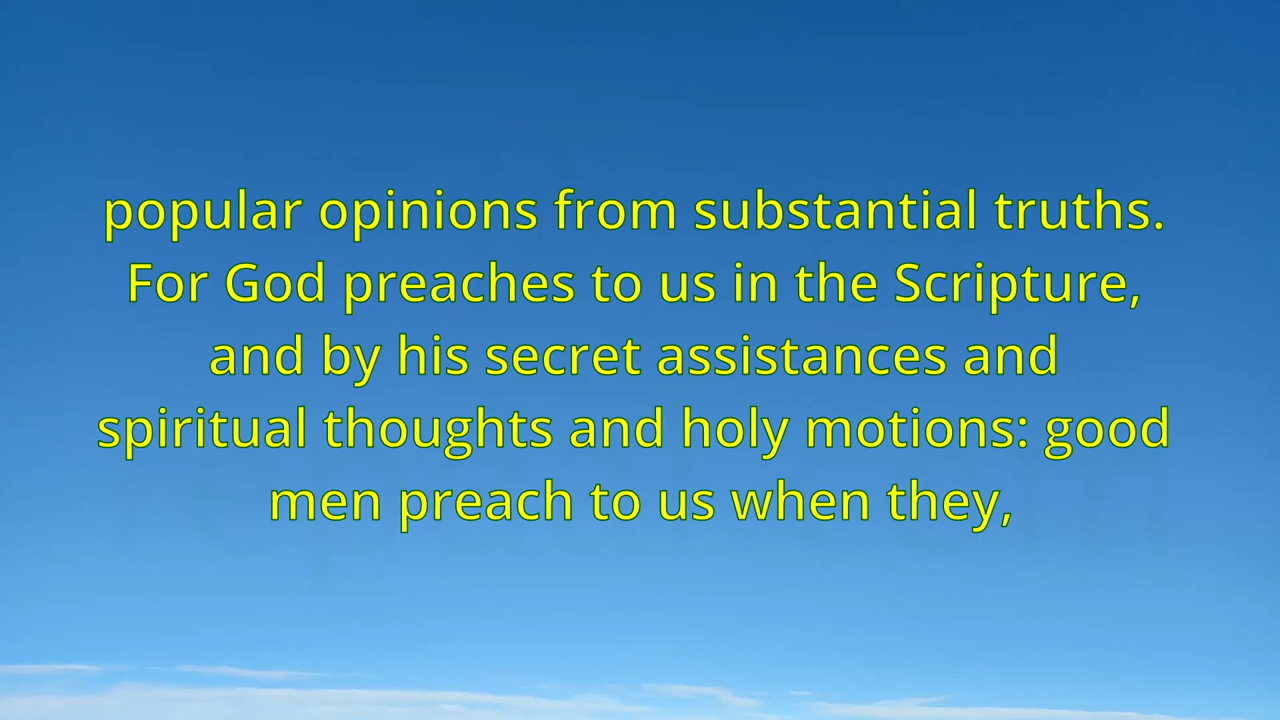 popular opinions from substantial truths.
For God preaches to us in the Scripture,
and by his secret assistances and
spiritual thoughts and holy motions: good
men preach to us when they,